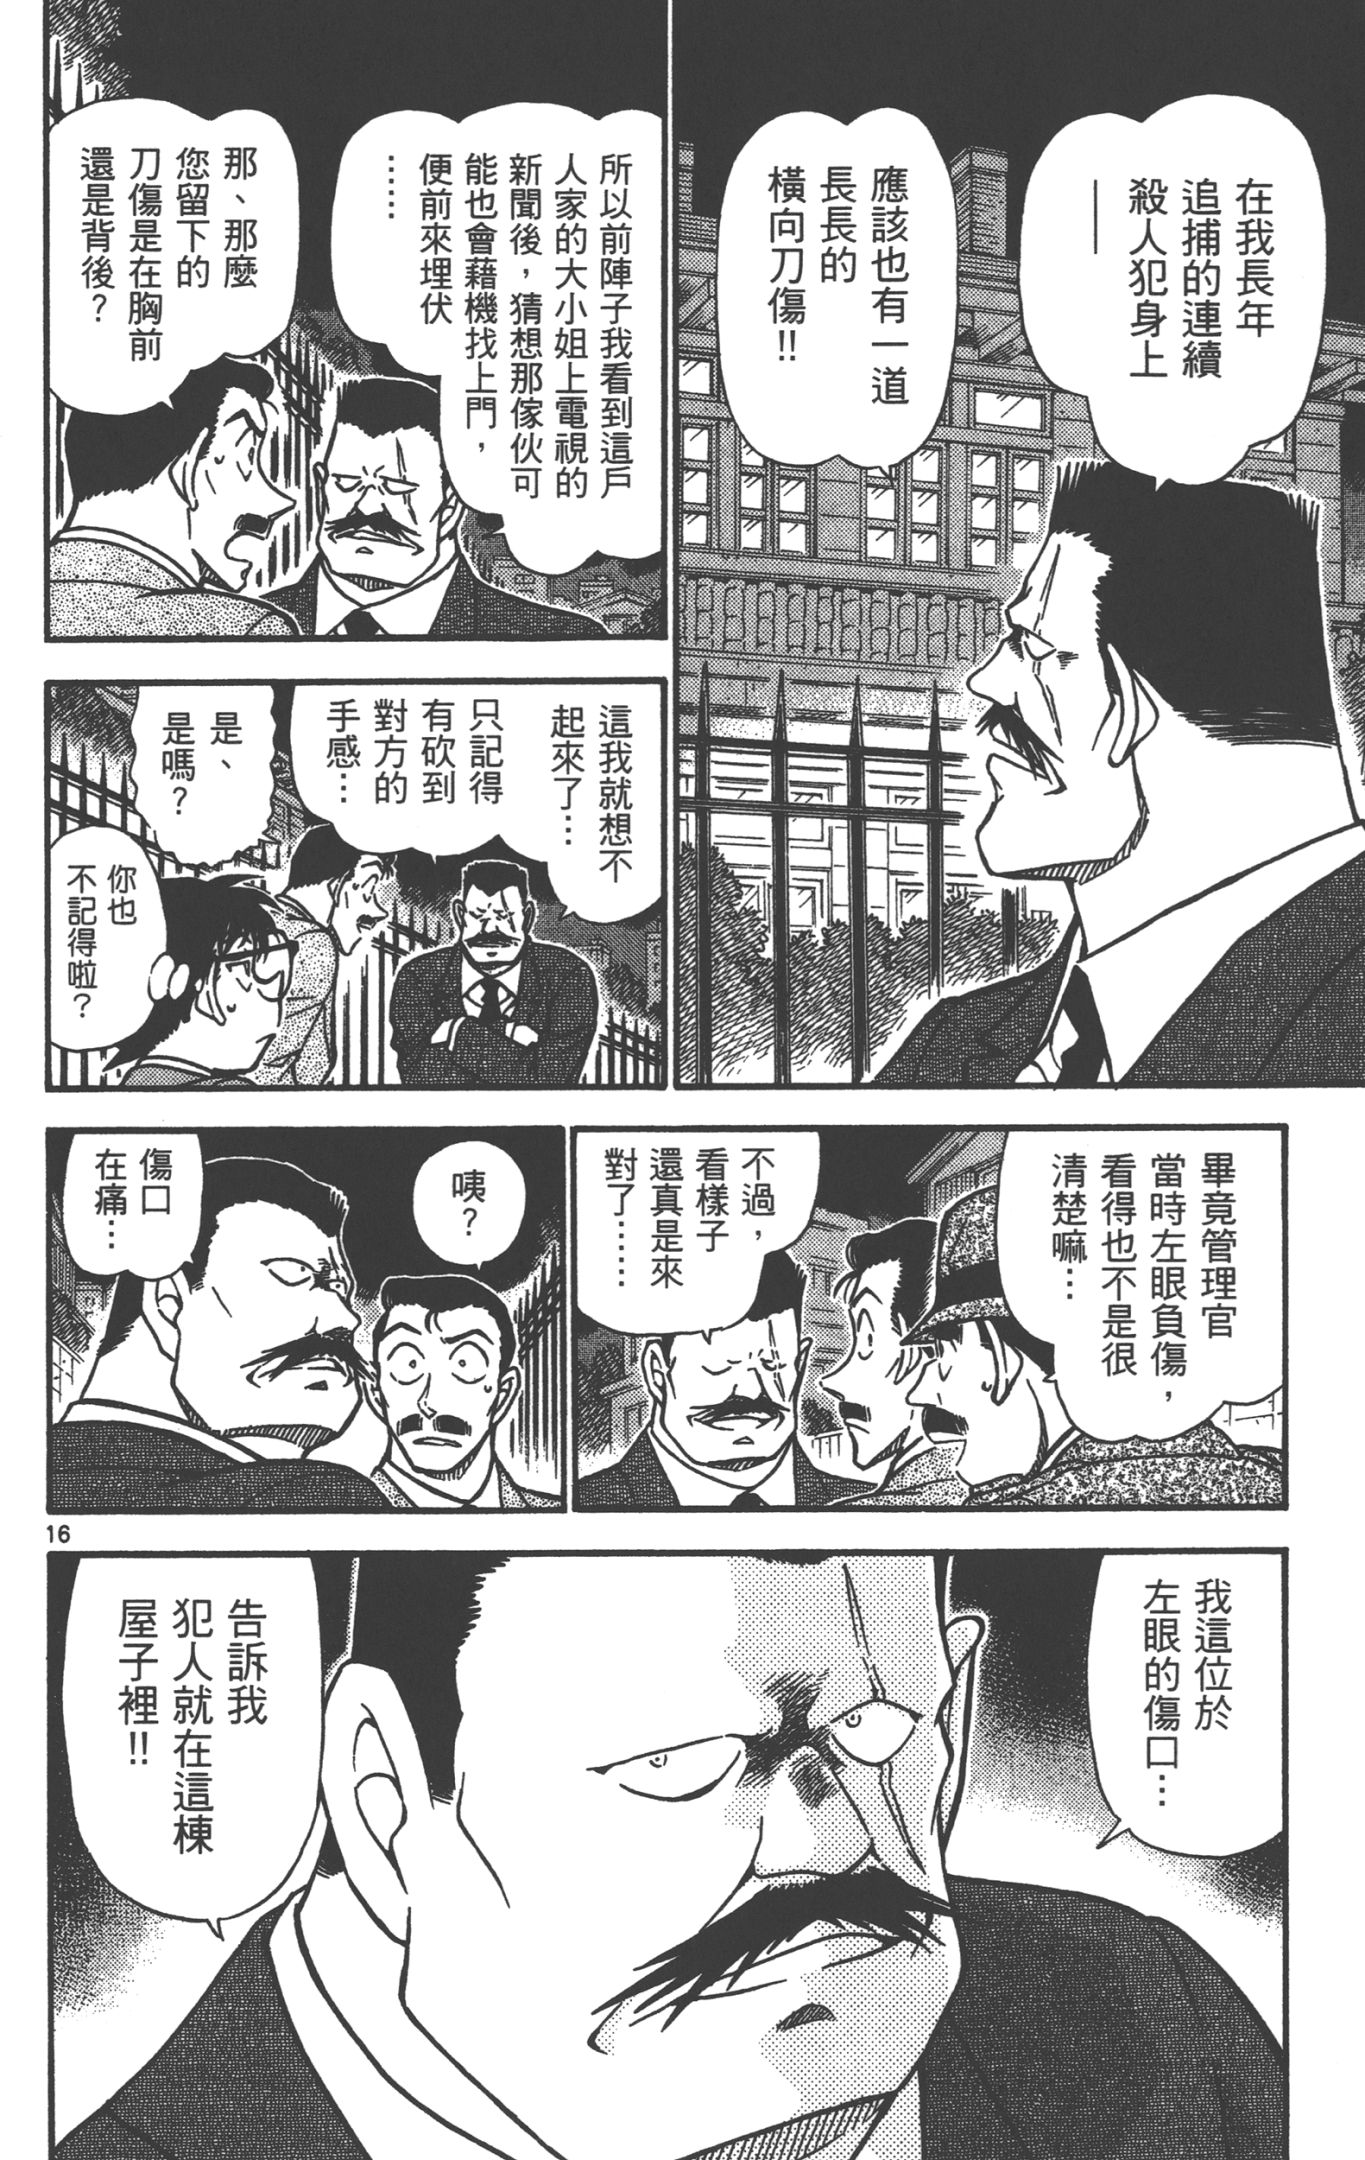 在我長年
追捕的連續
殺人犯身上
——
應該也有一道
長長的
橫向刀傷!!
所以前陣子我看到這戶
人家的大小姐上電視的
新聞後，猜想那傢伙可
能也會藉機找上門，
便前來埋伏
……
那、那麼
您留下的
刀傷是在胸前
還是背後？
這我就想不
起來了…
只記得
有砍到
對方的
手感…
是、
是嗎？
你也
不記得啦？
畢竟管理官
當時左眼負傷，
看得也不是很
清楚嘛…
不過，
看樣子
還真是來
對了……
咦？
傷口
在痛…
我這位於
左眼的傷口…
告訴我
犯人就在這棟
屋子裡!!
16